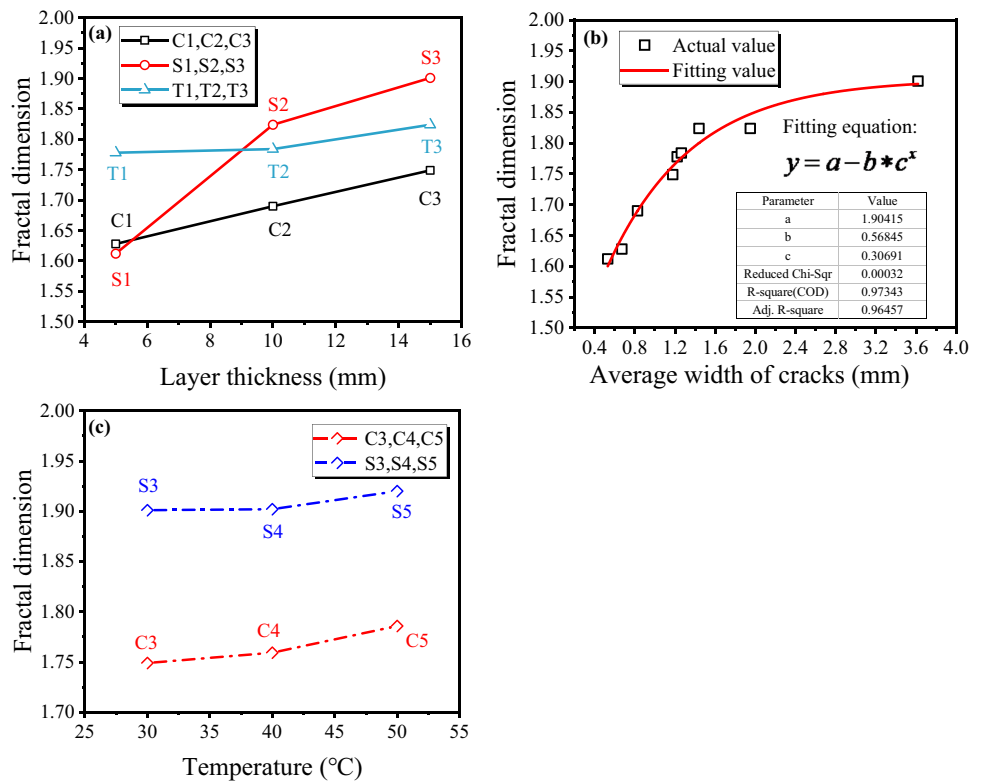 (a)
C1,C2,C3
S1,S2,S3
T1,T2,T3
2.00
1.95
1.90
1.85
1.80
1.75
1.70
1.65
1.60
1.55
1.50
Fractal dimension
S3
S2
T1
T2
T3
C1
C2
C3
S1
4 6 8 10 12 14 16
Layer thickness (mm)
(b)
Actual value
Fitting value
2.00
1.95
1.90
1.85
1.80
1.75
1.70
1.65
1.60
1.55
1.50
Fractal dimension
Fitting equation:
y = a − b * c^x
Parameter Value
a 1.90415
b 0.56845
c 0.30691
Reduced Chi-Sqr 0.00032
R-square(COD) 0.97343
Adj. R-square 0.96457
0.4 0.8 1.2 1.6 2.0 2.4 2.8 3.2 3.6 4.0
Average width of cracks (mm)
(c)
C3,C4,C5
S3,S4,S5
2.00
1.95
1.90
1.85
1.80
1.75
1.70
Fractal dimension
S3
S4
S5
C3
C4
C5
25 30 35 40 45 50 55
Temperature (℃)